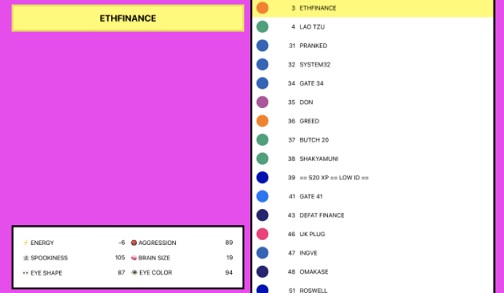 ETHFINANCE
⚡ ENERGY -6 👹 AGGRESSION 89
👻 SPOOKINESS 105 🧠 BRAIN SIZE 19
👀 EYE SHAPE 87 👁 EYE COLOR 94
3 ETHFINANCE
4 LAO TZU
31 PRANKED
32 SYSTEM32
34 GATE 34
35 DON
36 GREED
37 BUTCH 20
38 SHAKYAMUNI
39 == 520 XP == LOW ID ==
41 GATE 41
43 DEFAT FINANCE
46 UK PLUG
47 INGVE
48 OMAKASE
51 ROSWELL